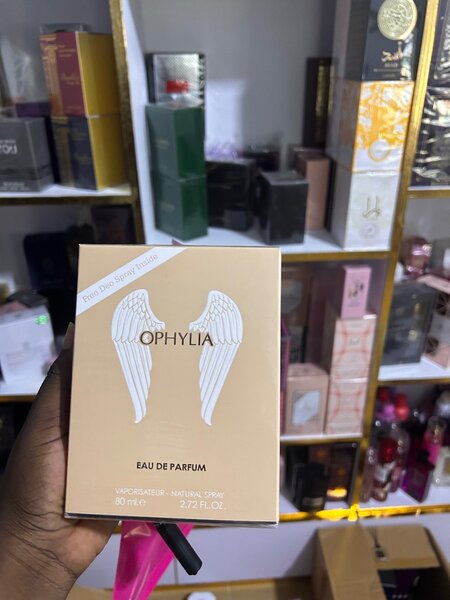 Free Deo Spray Inside
OPHYLIA
EAU DE PARFUM
VAPORISATEUR - NATURAL SPRAY
80 ml.e 2.72 FL.OZ.